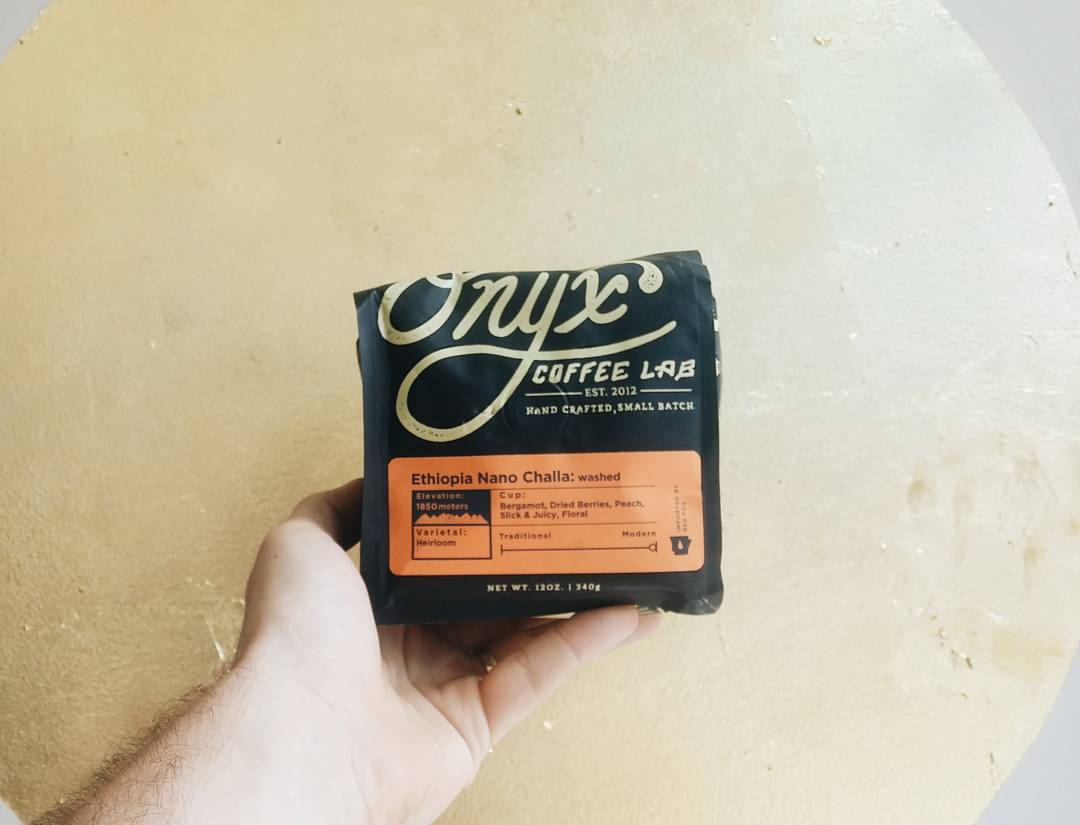 Onyx
COFFEE LAB
EST. 2012
HAND CRAFTED, SMALL BATCH
Ethiopia Nano Challa: washed
Elevation:
1850meters
Varietal:
Heirloom
Cup:
Bergamot, Dried Berries, Peach,
Slick & Juicy, Floral
Traditional Modern
NET WT. 12OZ. | 340g